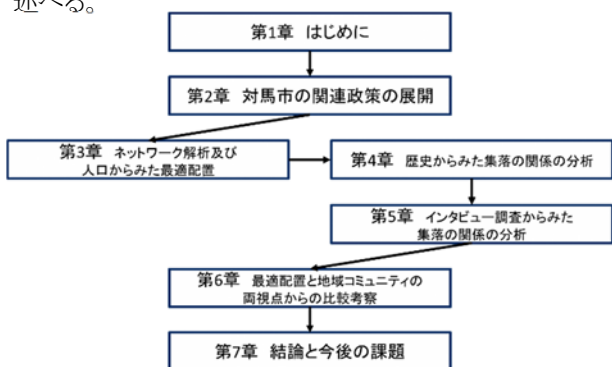 述べる。
第1章 はじめに
第2章 対馬市の関連政策の展開
第3章 ネットワーク解析及び
人口からみた最適配置
第4章 歴史からみた集落の関係の分析
第5章 インタビュー調査からみた
集落の関係の分析
第6章 最適配置と地域コミュニティの
両視点からの比較考察
第7章 結論と今後の課題